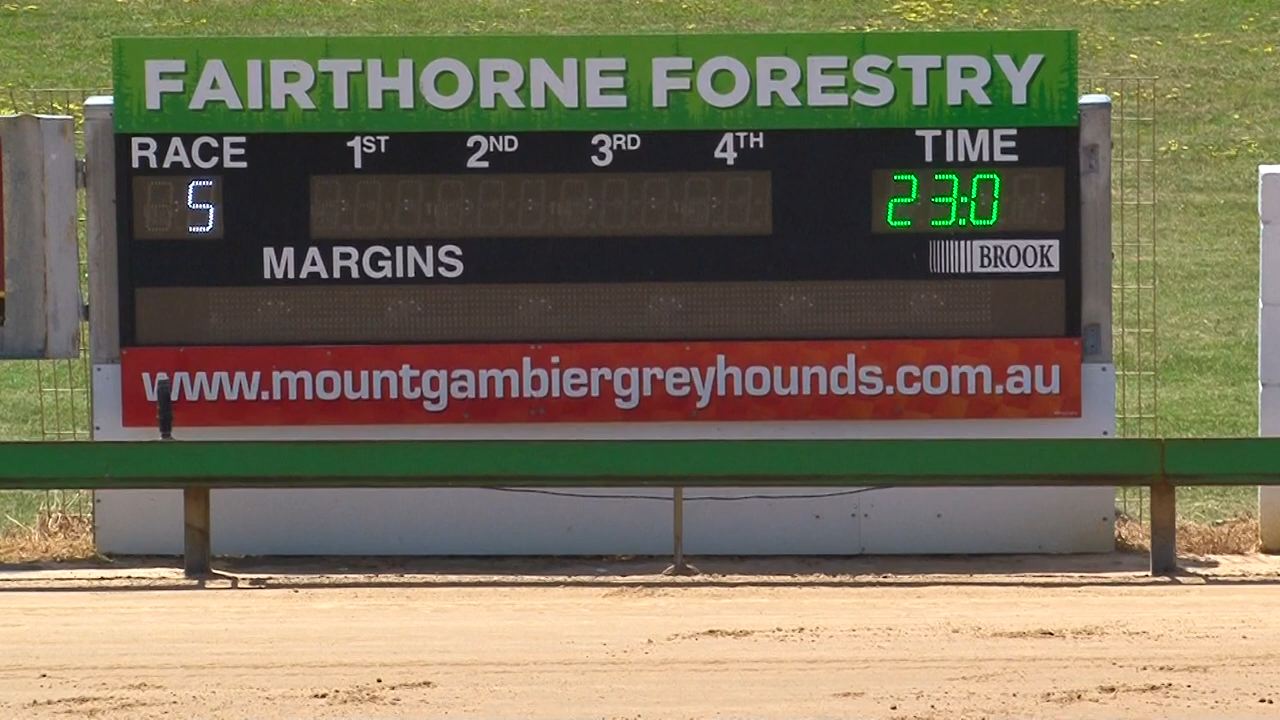 FAIRTHORNE FORESTRY
RACE 1ST 2ND 3RD 4TH TIME
5 23:0
MARGINS BROOK
www.mountgambiergreyhounds.com.au